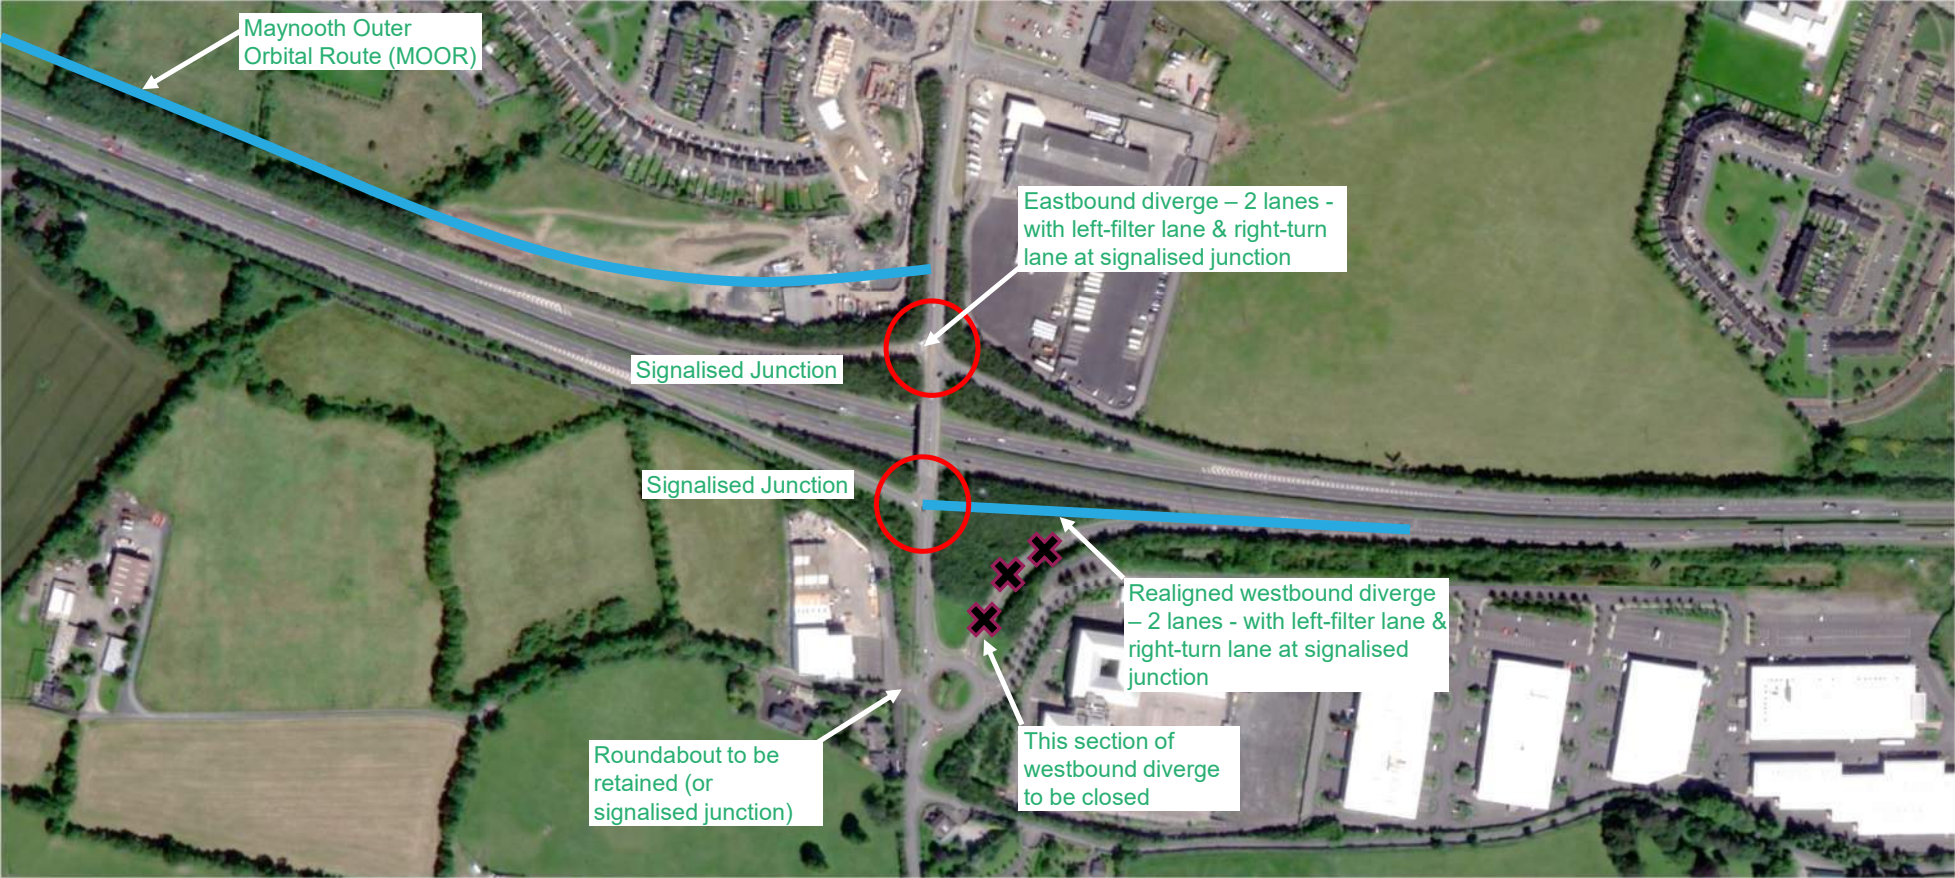 Maynooth Outer
Orbital Route (MOOR)
Eastbound diverge – 2 lanes -
with left-filter lane & right-turn
lane at signalised junction
Signalised Junction
Signalised Junction
Realigned westbound diverge
– 2 lanes - with left-filter lane &
right-turn lane at signalised
junction
Roundabout to be
retained (or
signalised junction)
This section of
westbound diverge
to be closed